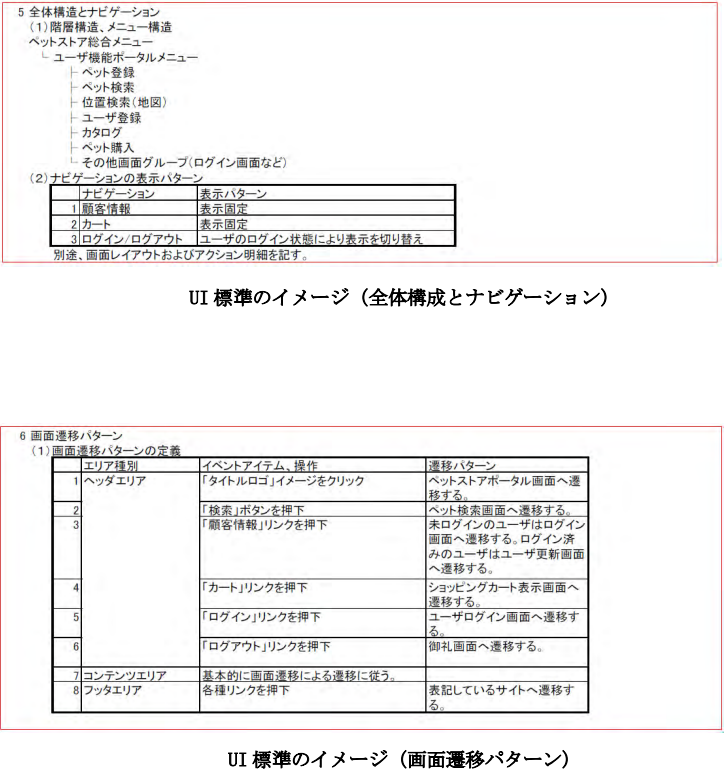 5 全体構造とナビゲーション
(1)階層構造、メニュー構造
ペットストア総合メニュー
└ ユーザ機能ポータルメニュー
├ ペット登録
├ ペット検索
├ 位置検索(地図)
├ ユーザ登録
├ カタログ
├ ペット購入
└ その他画面グループ(ログイン画面など)
(2)ナビゲーションの表示パターン
ナビゲーション 表示パターン
1 顧客情報 表示固定
2 カート 表示固定
3 ログイン/ログアウト ユーザのログイン状態により表示を切り替え
別途、画面レイアウトおよびアクション明細を記す。
UI 標準のイメージ（全体構成とナビゲーション）
6 画面遷移パターン
(1)画面遷移パターンの定義
エリア種別 イベントアイテム、操作 遷移パターン
1 ヘッダエリア 「タイトルロゴ」イメージをクリック ペットストアポータル画面へ遷
移する。
2 「検索」ボタンを押下 ペット検索画面へ遷移する。
3 「顧客情報」リンクを押下 未ログインのユーザはログイン
画面へ遷移する。ログイン済
みのユーザはユーザ更新画面
へ遷移する。
4 「カート」リンクを押下 ショッピングカート表示画面へ
遷移する。
5 「ログイン」リンクを押下 ユーザログイン画面へ遷移す
る。
6 「ログアウト」リンクを押下 御礼画面へ遷移する。
7 コンテンツエリア 基本的に画面遷移による遷移に従う。
8 フッタエリア 各種リンクを押下 表記しているサイトへ遷移す
る。
UI 標準のイメージ（画面遷移パターン）